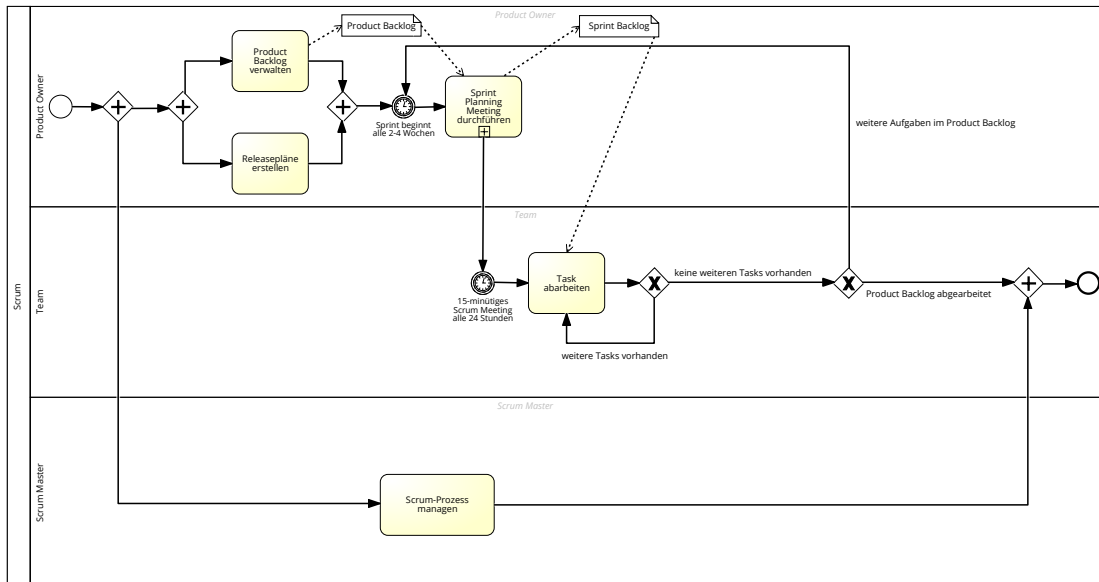 Scrum
Product Owner
Product Owner
Product
Backlog
verwalten
Releasepläne
erstellen
Product Backlog
Sprint beginnt
alle 2-4 Wochen
Sprint
Planning
Meeting
durchführen
Sprint Backlog
weitere Aufgaben im Product Backlog
Team
Team
15-minütiges
Scrum Meeting
alle 24 Stunden
Task
abarbeiten
keine weiteren Tasks vorhanden
weitere Tasks vorhanden
Product Backlog abgearbeitet
Scrum Master
Scrum Master
Scrum-Prozess
managen